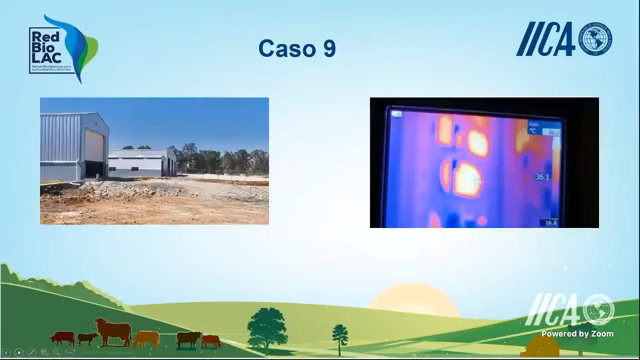 Red
Bio
LAC
Caso 9
IICA
36.1
IICA
Powered by Zoom